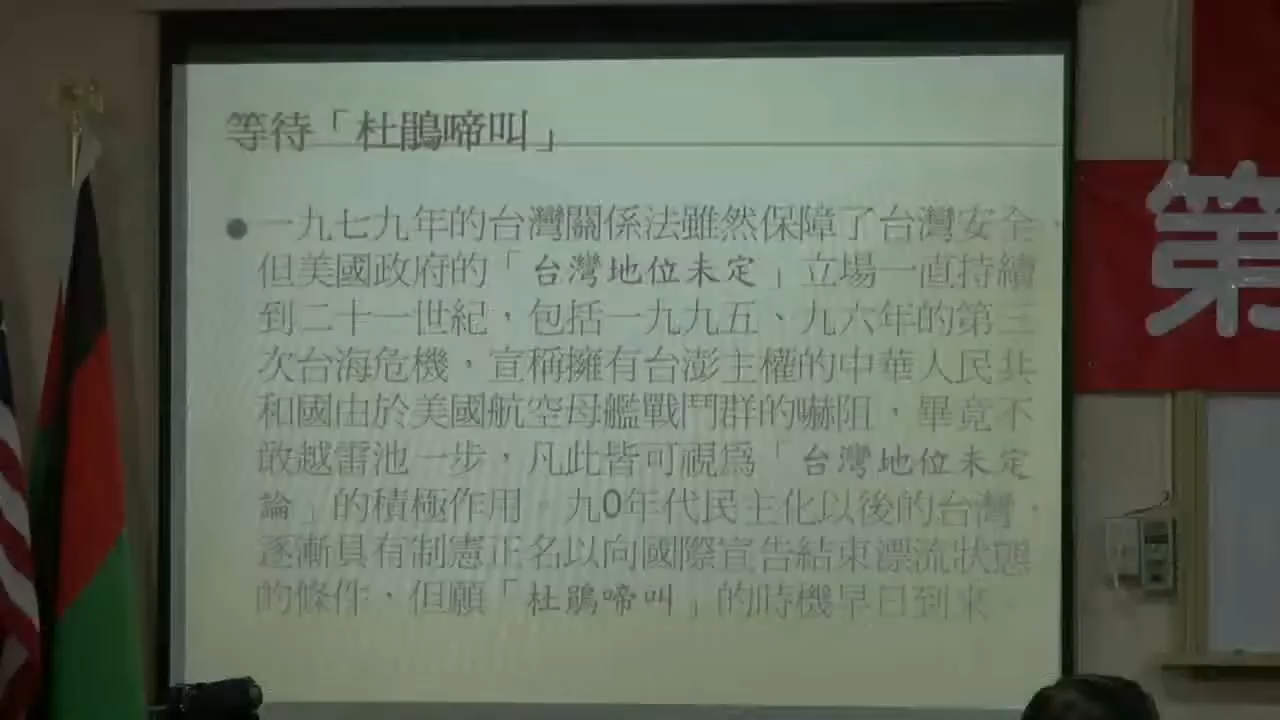 等待「杜鵑啼叫」
● 一九七九年的台灣關係法雖然保障了台灣安全，
但美國政府的「台灣地位未定」立場一直持續
到二十一世紀，包括一九九五、九六年的第三
次台海危機，宣稱擁有台澎主權的中華人民共
和國由於美國航空母艦戰鬥群的嚇阻，畢竟不
敢越雷池一步，凡此皆可視為「台灣地位未定
論」的積極作用。九0年代民主化以後的台灣，
逐漸具有制憲正名以向國際宣告結束漂流狀態
的條件，但願「杜鵑啼叫」的時機早日到來。
第